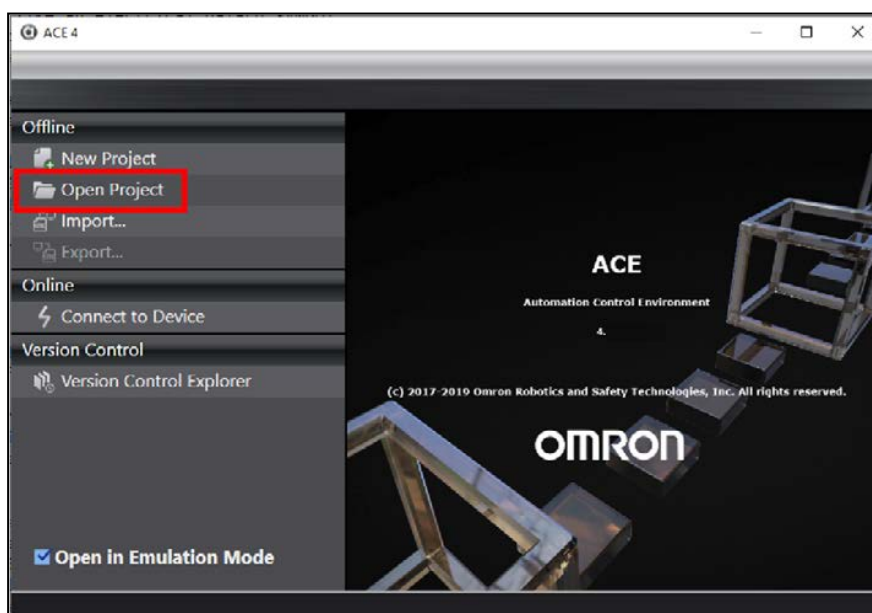 ACE 4
Offline
New Project
Open Project
Import...
Export...
Online
Connect to Device
Version Control
Version Control Explorer
Open in Emulation Mode
ACE
Automation Control Environment
4.
(c) 2017-2019 Omron Robotics and Safety Technologies, Inc. All rights reserved.
OMRON